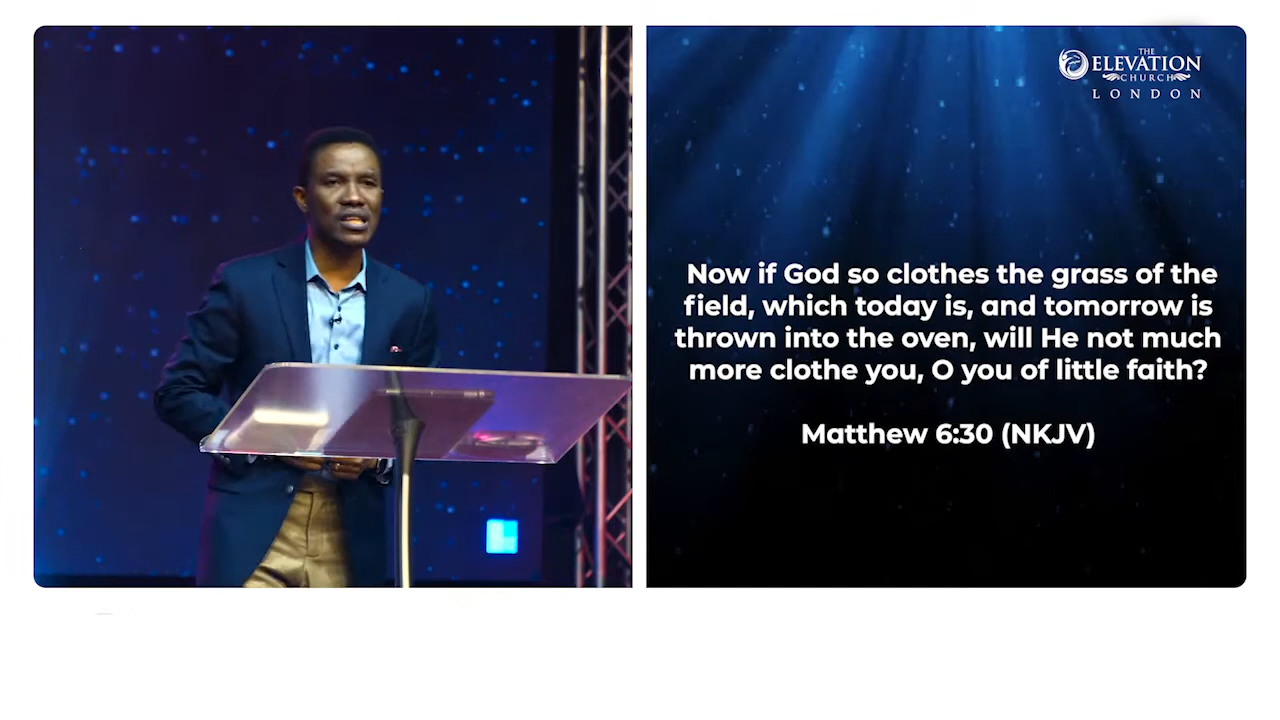 THE
ELEVATION
CHURCH
LONDON
Now if God so clothes the grass of the
field, which today is, and tomorrow is
thrown into the oven, will He not much
more clothe you, O you of little faith?
Matthew 6:30 (NKJV)